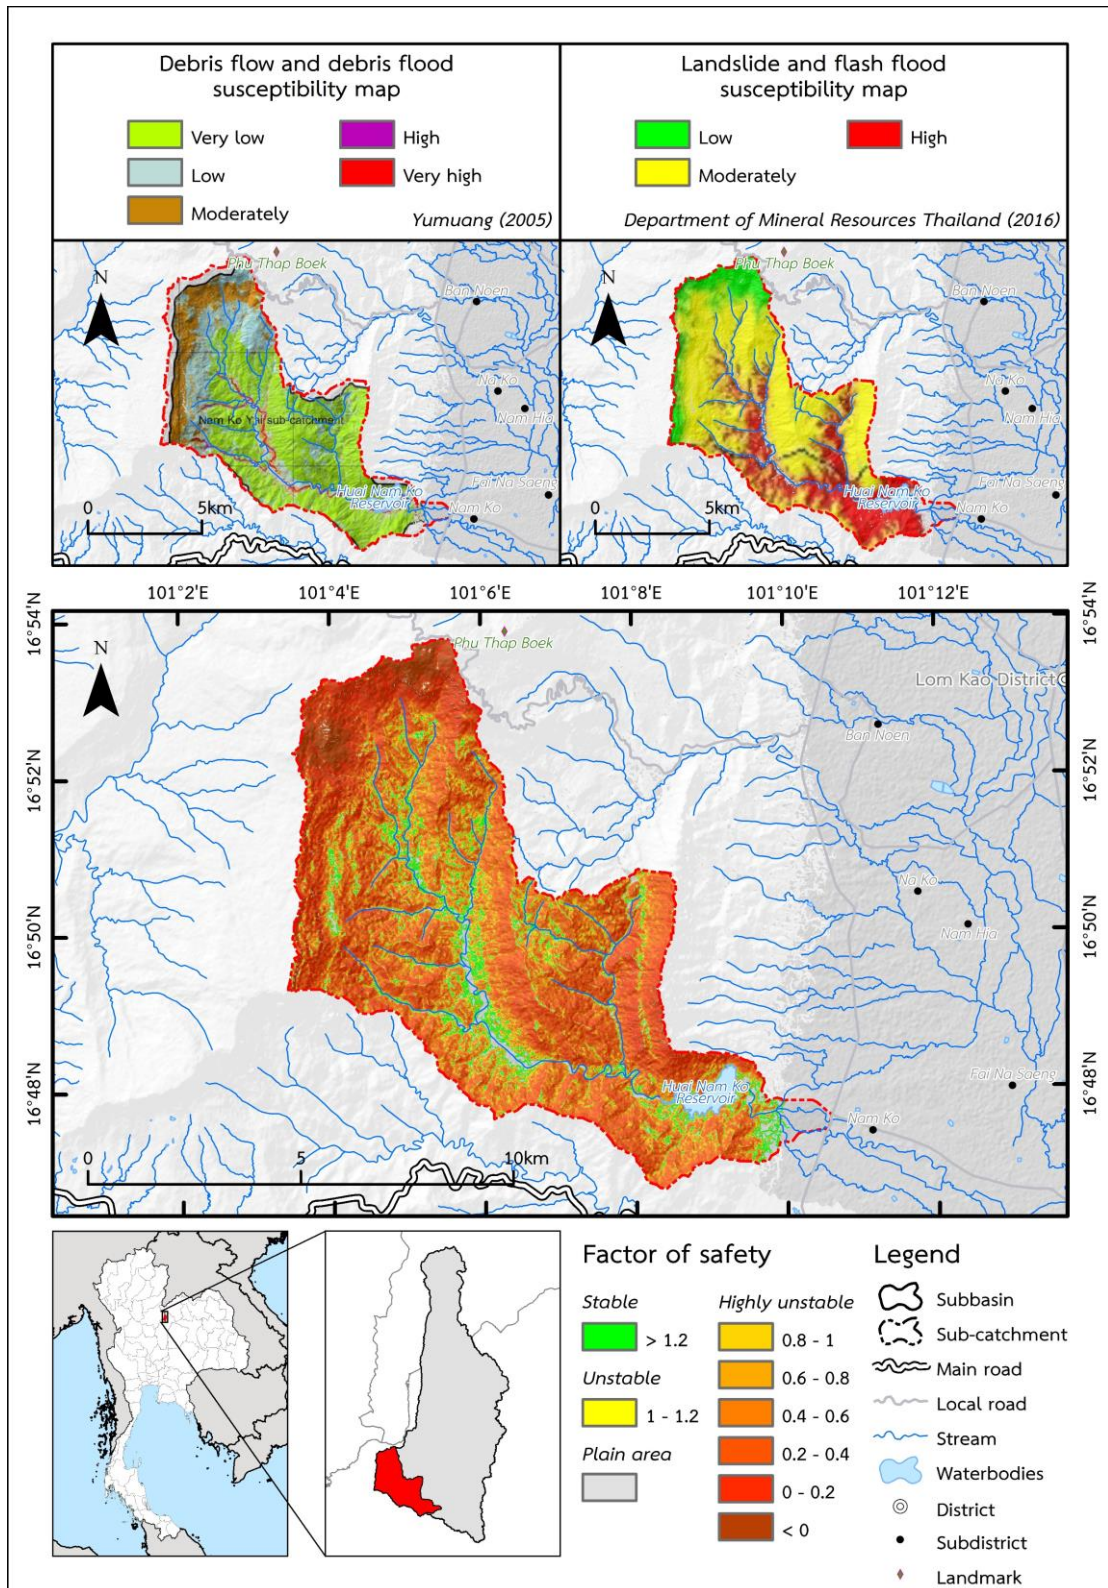 Debris flow and debris flood
susceptibility map
Very low
High
Low
Very high
Moderately
Yumuang (2005)
Landslide and flash flood
susceptibility map
Low
High
Moderately
Department of Mineral Resources Thailand (2016)
N
Phu Thap Boek
Ban Noen
Na Ko
Nam Hia
Nam Ko Yai sub-catchment
Fai Na Saeng
Huai Nam Ko
Reservoir
Nam Ko
0
5km
N
Phu Thap Boek
Ban Noen
Na Ko
Nam Hia
Fai Na Saeng
Huai Nam Ko
Reservoir
Nam Ko
0
5km
101°2'E
101°4'E
101°6'E
101°8'E
101°10'E
101°12'E
16°54'N
16°54'N
N
Phu Thap Boek
Lom Kao District
Ban Noen
16°52'N
16°52'N
Na Ko
Nam Hia
16°50'N
16°50'N
Fai Na Saeng
Huai Nam Ko
Reservoir
Nam Ko
16°48'N
16°48'N
0
5
10km
Factor of safety
Stable
> 1.2
Unstable
1 - 1.2
Plain area
Highly unstable
0.8 - 1
0.6 - 0.8
0.4 - 0.6
0.2 - 0.4
0 - 0.2
< 0
Legend
Subbasin
Sub-catchment
Main road
Local road
Stream
Waterbodies
District
Subdistrict
Landmark